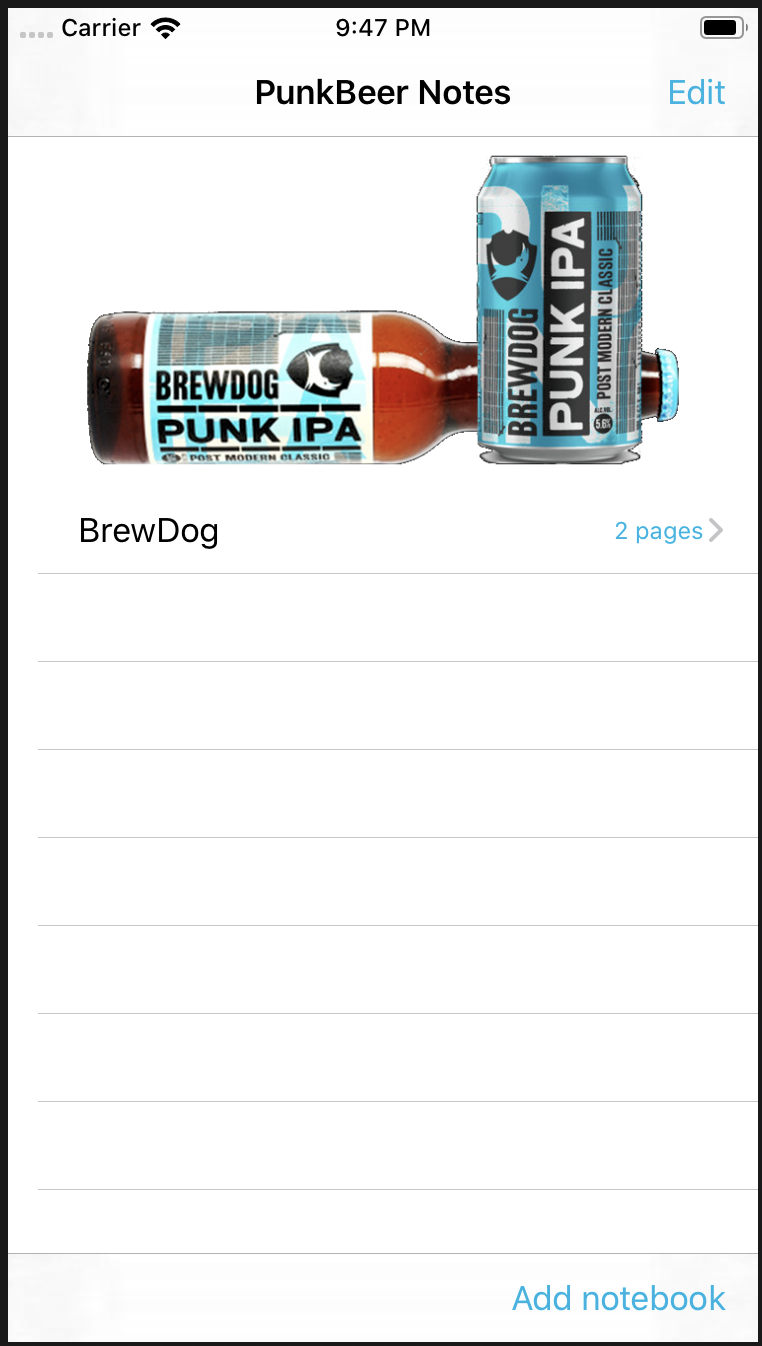 Carrier 9:47 PM
PunkBeer Notes Edit
BREWDOG
PUNK IPA
POST MODERN CLASSIC
BREWDOG
PUNK IPA
POST MODERN CLASSIC
ALC.VOL.
5.6%
BrewDog 2 pages
Add notebook